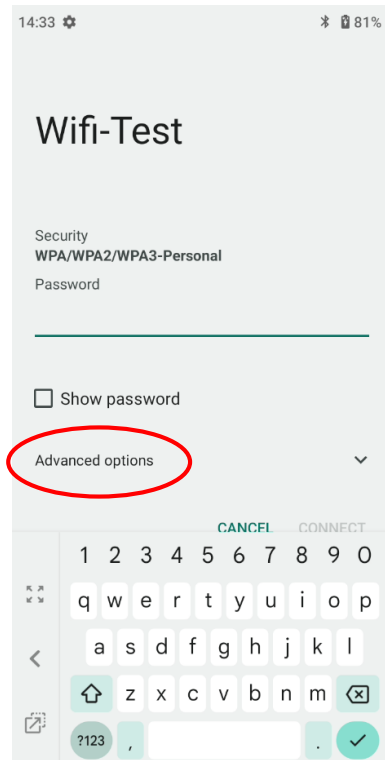 14:33 81%
Wifi-Test
Security
WPA/WPA2/WPA3-Personal
Password
Show password
Advanced options
CANCEL CONNECT
1 2 3 4 5 6 7 8 9 0
q w e r t y u i o p
a s d f g h j k l
z x c v b n m
?123 , .